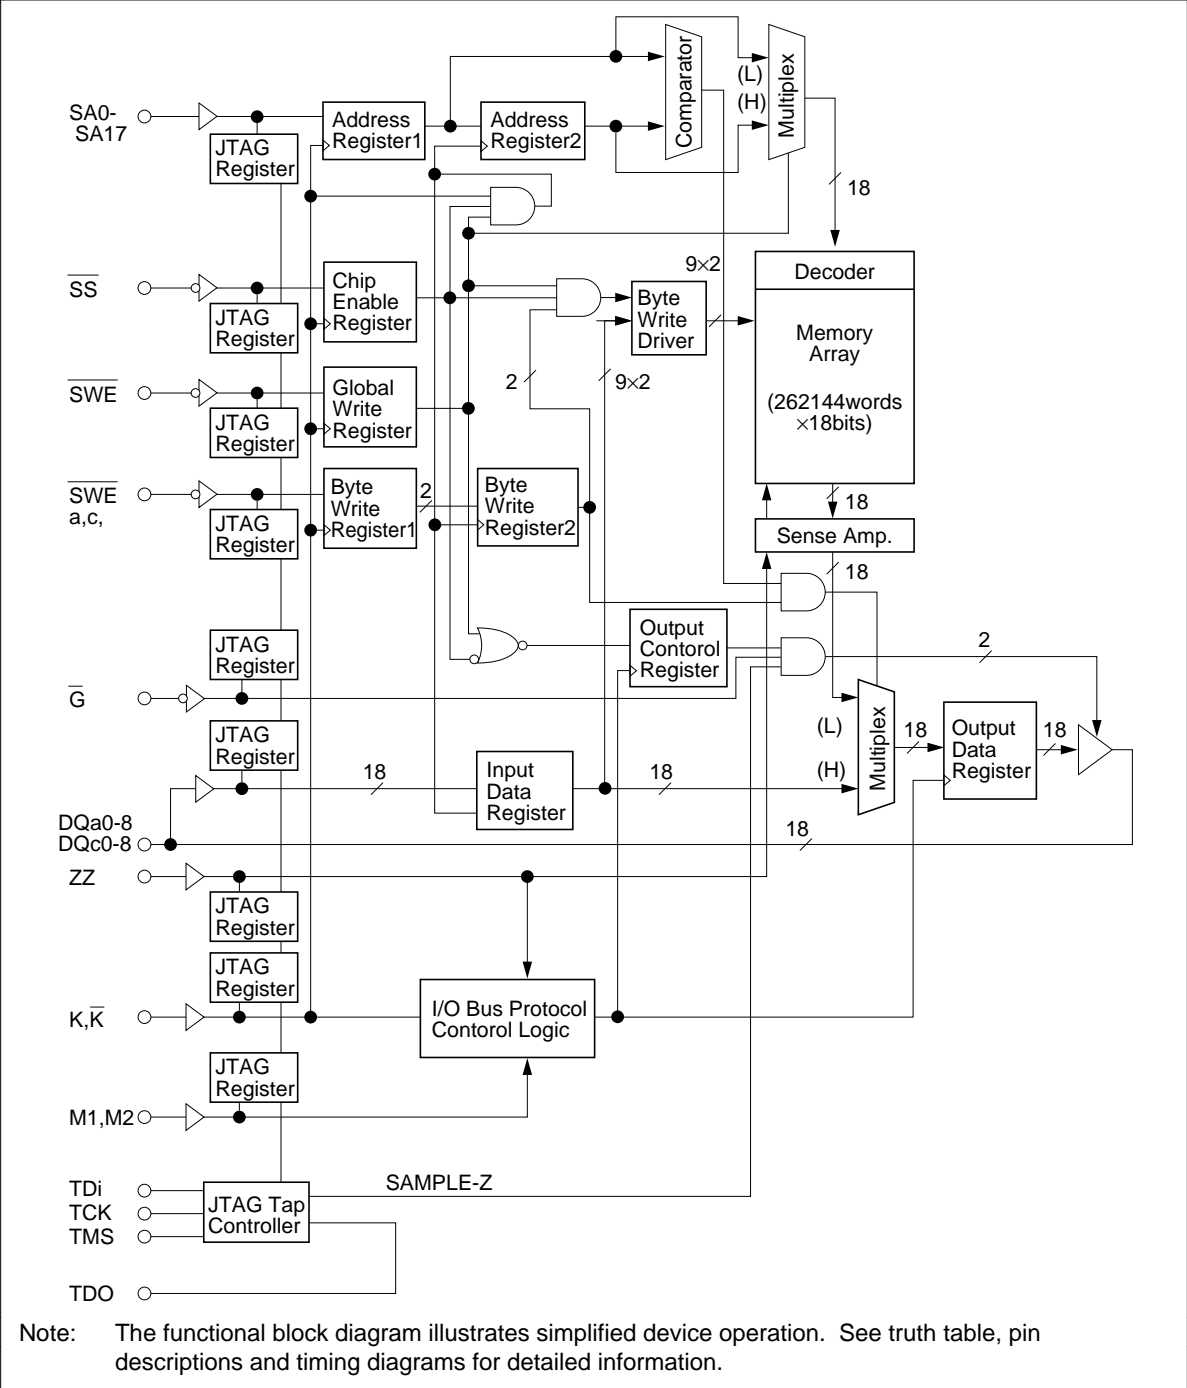 SA0-
SA17
JTAG
Register
Address
Register1
Address
Register2
Comparator
(L)
(H)
Multiplex
18
SS
JTAG
Register
Chip
Enable
Register
9×2
Byte
Write
Driver
Decoder
Memory
Array
(262144words
×18bits)
2
9×2
SWE
JTAG
Register
Global
Write
Register
SWE
a,c,
JTAG
Register
Byte
Write
Register1
2
Byte
Write
Register2
18
Sense Amp.
18
JTAG
Register
Output
Contorol
Register
2
G
JTAG
Register
(L)
(H)
Multiplex
18
Output
Data
Register
18
18
Input
Data
Register
18
DQa0-8
DQc0-8
18
ZZ
JTAG
Register
JTAG
Register
K,K
I/O Bus Protocol
Contorol Logic
JTAG
Register
M1,M2
TDi
TCK
TMS
JTAG Tap
Controller
SAMPLE-Z
TDO
Note: The functional block diagram illustrates simplified device operation. See truth table, pin
descriptions and timing diagrams for detailed information.